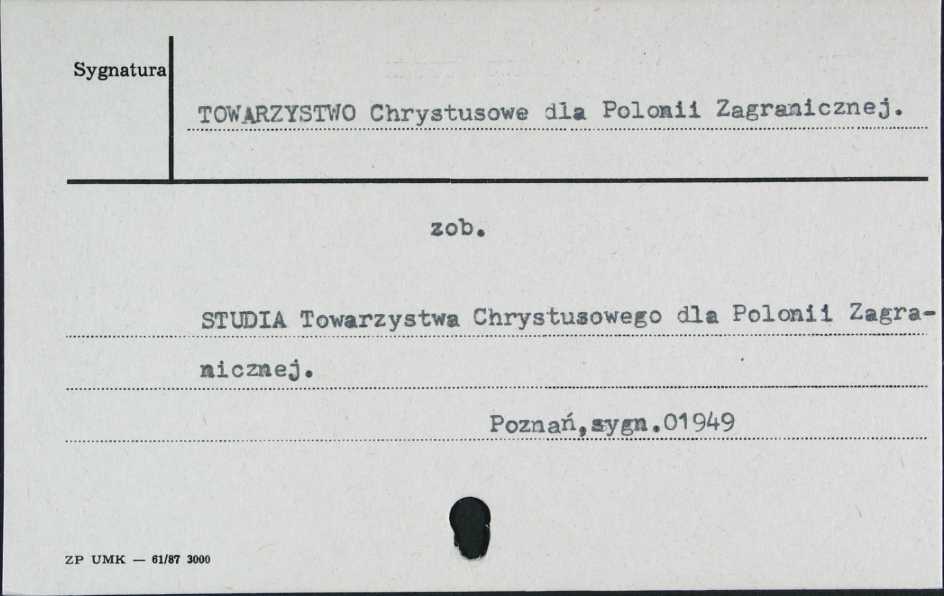 Sygnatura
TOWARZYSTWO Chrystusowe dla Polonii Zagranicznej.
zob.
STUDIA Towarzystwa Chrystusowego dla Polonii Zagra-
nicznej.
Poznań,sygn.01949
ZP UMK — 61/87 3000